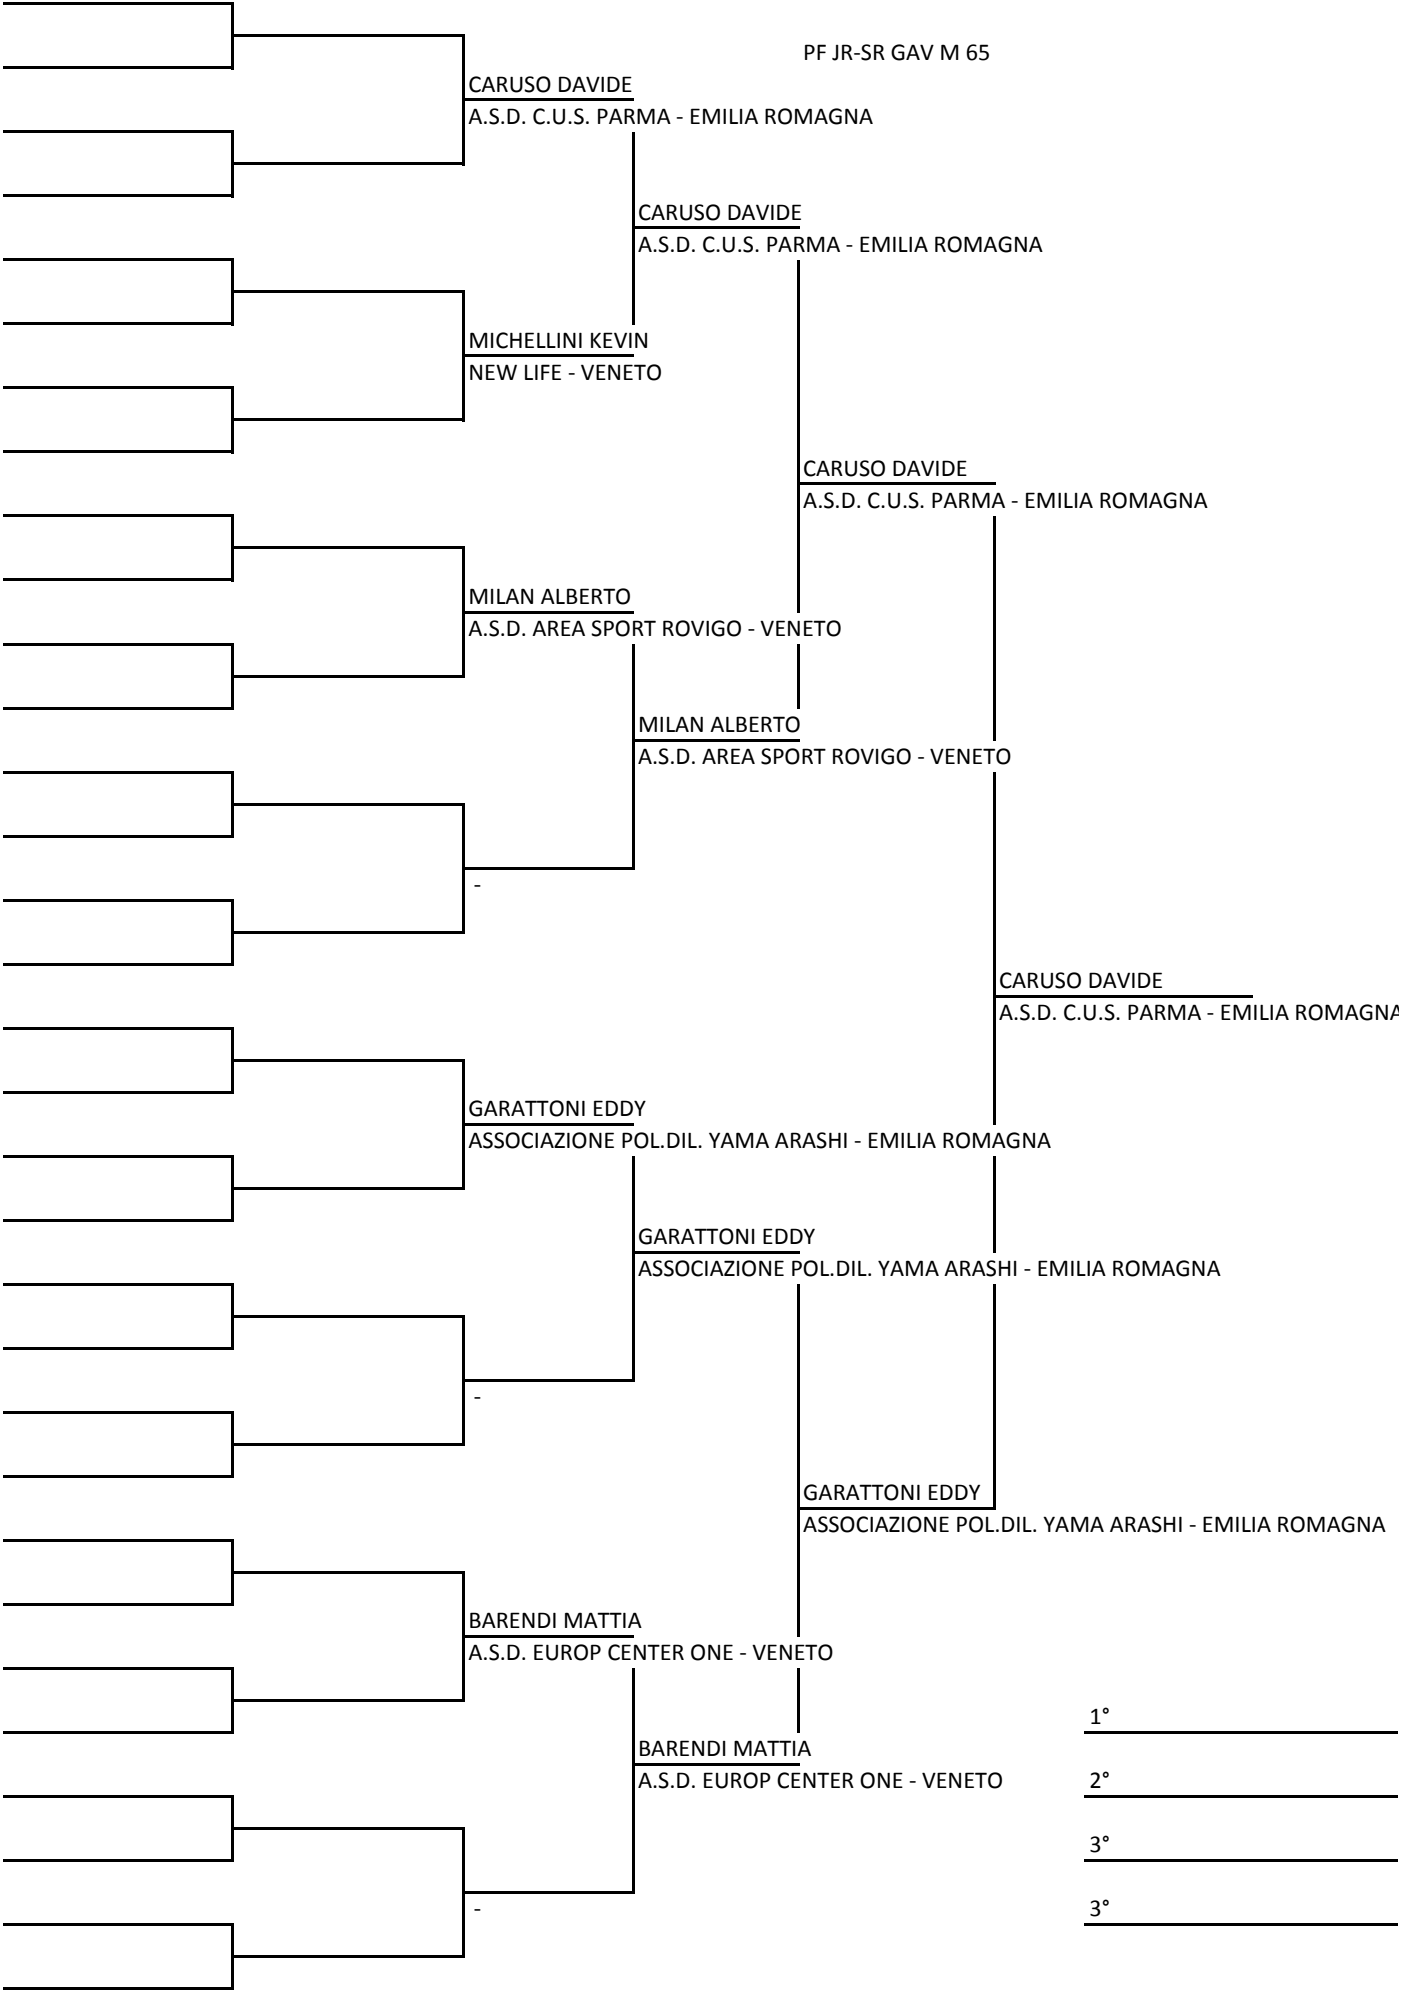 PF JR-SR GAV M 65
CARUSO DAVIDE
A.S.D. C.U.S. PARMA - EMILIA ROMAGNA
CARUSO DAVIDE
A.S.D. C.U.S. PARMA - EMILIA ROMAGNA
MICHELLINI KEVIN
NEW LIFE - VENETO
CARUSO DAVIDE
A.S.D. C.U.S. PARMA - EMILIA ROMAGNA
MILAN ALBERTO
A.S.D. AREA SPORT ROVIGO - VENETO
MILAN ALBERTO
A.S.D. AREA SPORT ROVIGO - VENETO
-
CARUSO DAVIDE
A.S.D. C.U.S. PARMA - EMILIA ROMAGNA
GARATTONI EDDY
ASSOCIAZIONE POL.DIL. YAMA ARASHI - EMILIA ROMAGNA
GARATTONI EDDY
ASSOCIAZIONE POL.DIL. YAMA ARASHI - EMILIA ROMAGNA
-
GARATTONI EDDY
ASSOCIAZIONE POL.DIL. YAMA ARASHI - EMILIA ROMAGNA
BARENDI MATTIA
A.S.D. EUROP CENTER ONE - VENETO
1°
BARENDI MATTIA
A.S.D. EUROP CENTER ONE - VENETO
2°
3°
-
3°